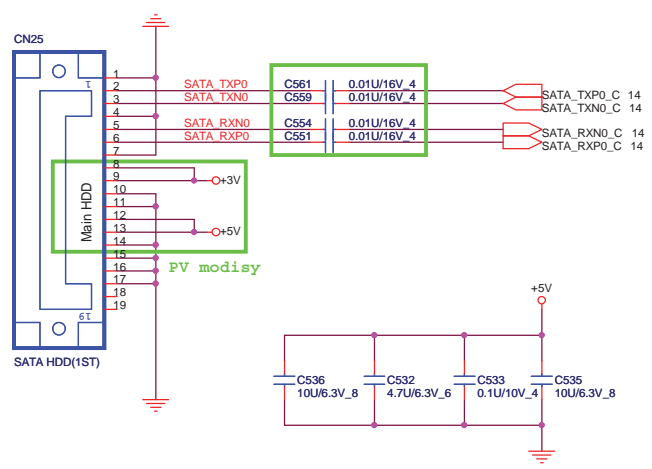 CN25
1
1
2 SATA_TXP0 C561 0.01U/16V_4 SATA_TXP0_C 14
3 SATA_TXN0 C559 0.01U/16V_4 SATA_TXN0_C 14
4
5 SATA_RXN0 C554 0.01U/16V_4 SATA_RXN0_C 14
6 SATA_RXP0 C551 0.01U/16V_4 SATA_RXP0_C 14
7
8
9 +3V
10
11
12
13 +5V
14
Main HDD
15
PV modisy
16
17
18
19
19
SATA HDD(1ST)
+5V
C536 C532 C533 C535
10U/6.3V_8 4.7U/6.3V_6 0.1U/10V_4 10U/6.3V_8